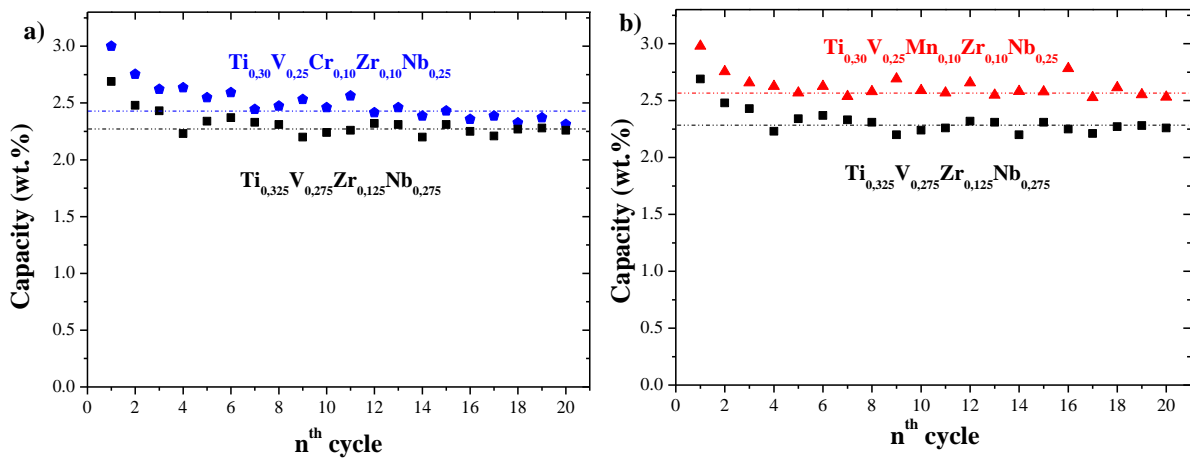 a)
3.0
2.5
2.0
1.5
1.0
0.5
0.0
Capacity (wt.%)
Ti0,30V0,25Cr0,10Zr0,10Nb0,25
Ti0,325V0,275Zr0,125Nb0,275
0 2 4 6 8 10 12 14 16 18 20
nth cycle
b)
3.0
2.5
2.0
1.5
1.0
0.5
0.0
Capacity (wt.%)
Ti0,30V0,25Mn0,10Zr0,10Nb0,25
Ti0,325V0,275Zr0,125Nb0,275
0 2 4 6 8 10 12 14 16 18 20
nth cycle